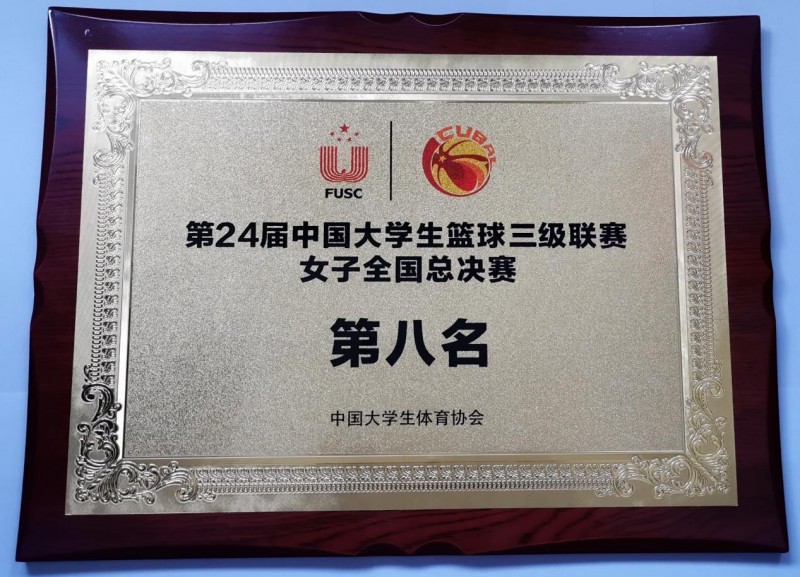 FUSC
CUBAL
第24届中国大学生篮球三级联赛
女子全国总决赛
第八名
中国大学生体育协会